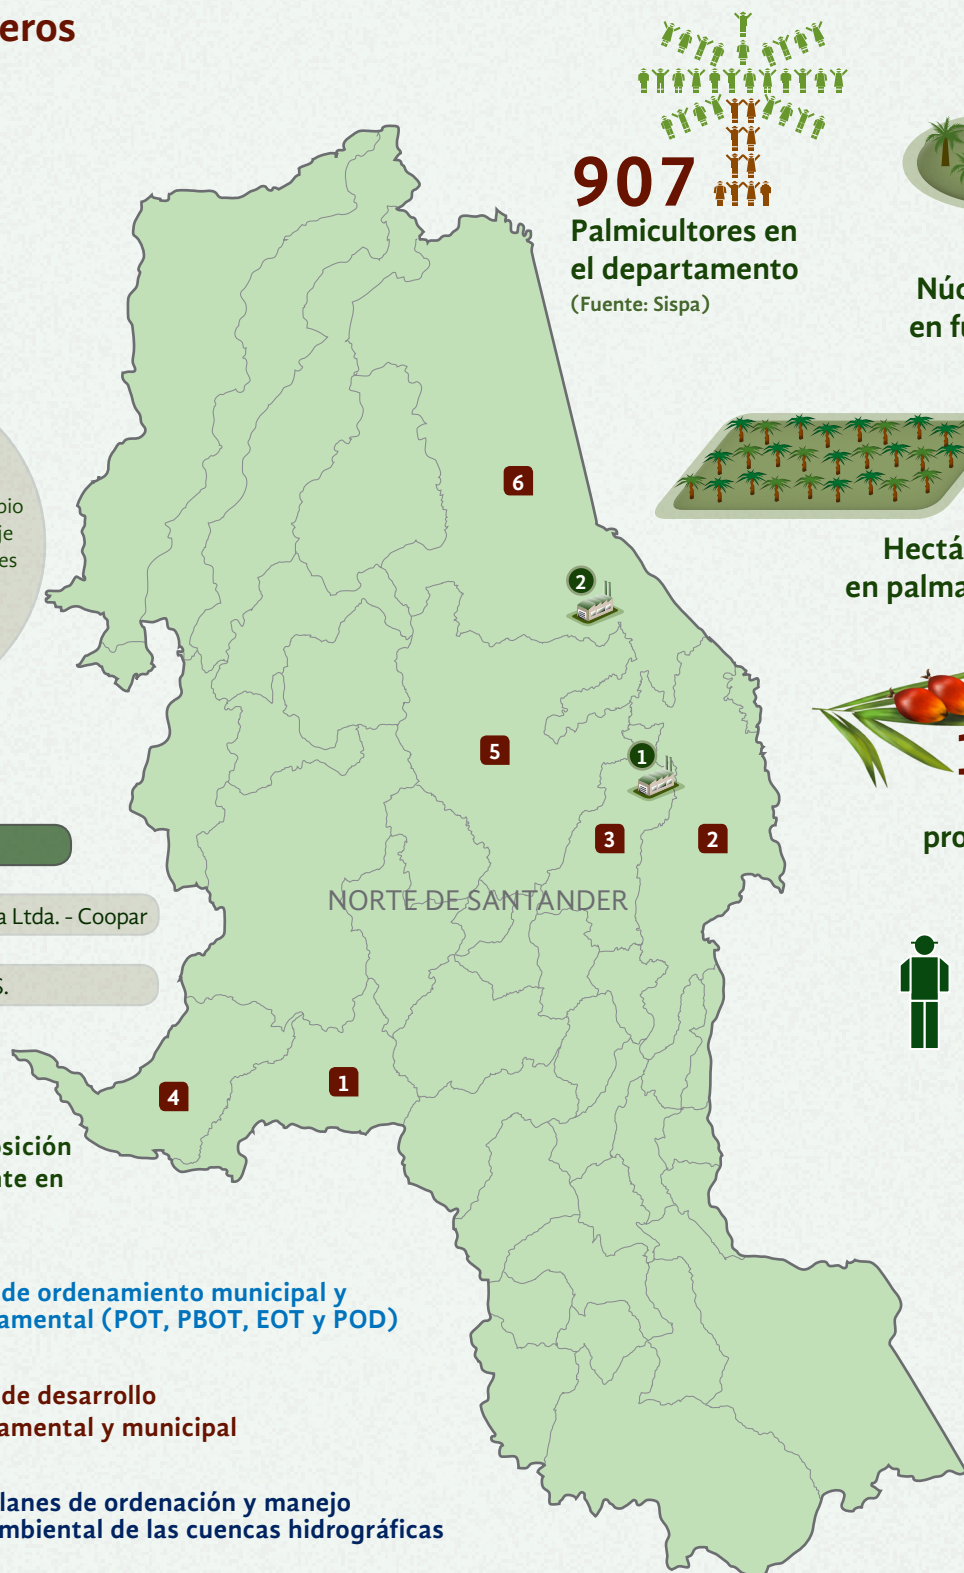 eros
907
Palmicultores en
el departamento
(Fuente: Sispa)
Núc
en fu
bio
je
es
6
Hectá
en palma
2
5
1
3
2
pro
NORTE DE SANTANDER
a Ltda. - Coopar
S.
4
1
osición
nte en
de ordenamiento municipal y
amental (POT, PBOT, EOT y POD)
de desarrollo
amental y municipal
lanes de ordenación y manejo
mbiental de las cuencas hidrográficas